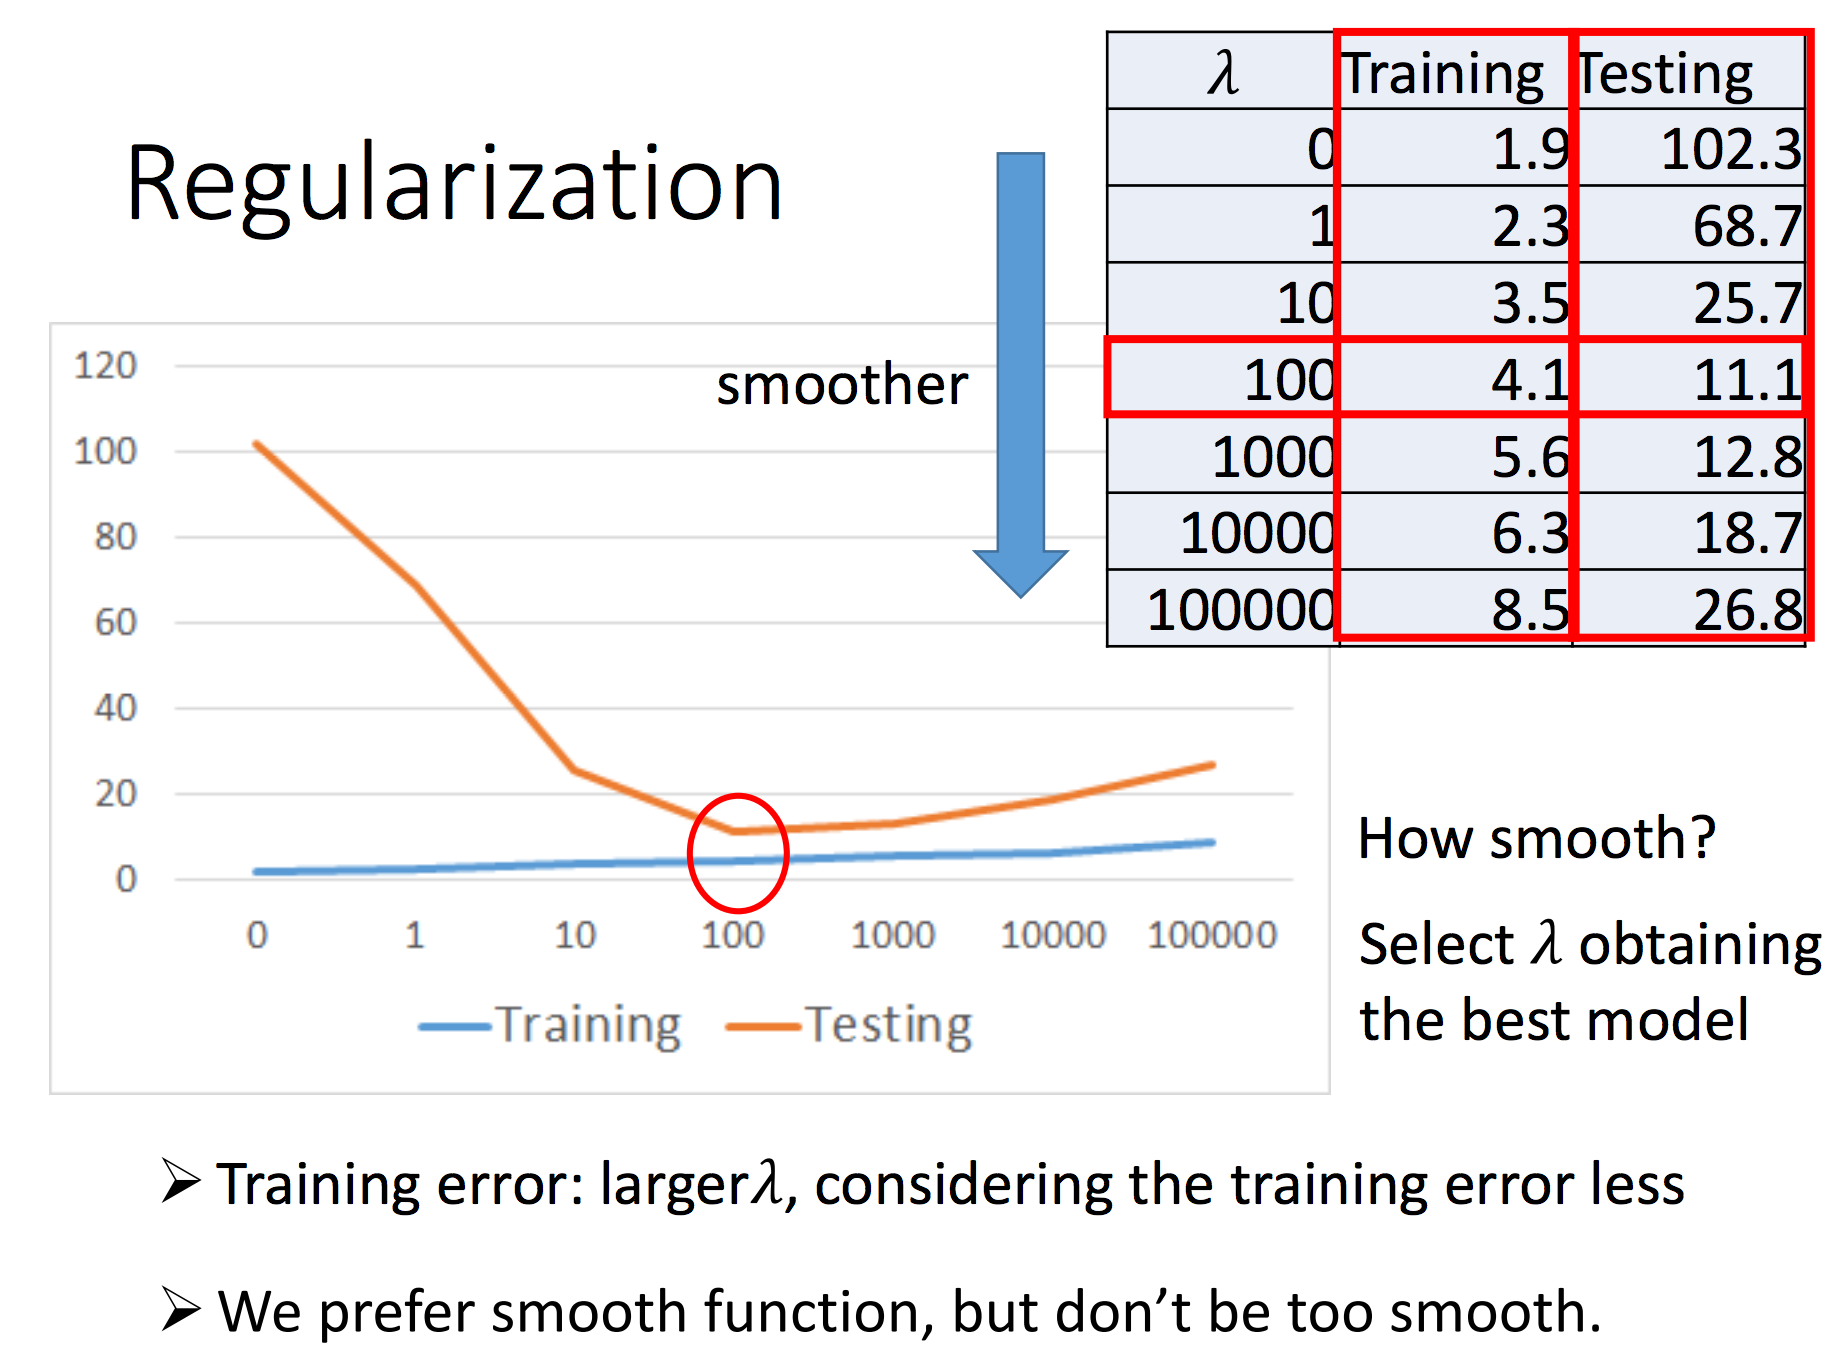 Regularization
λ Training Testing
0 1.9 102.3
1 2.3 68.7
10 3.5 25.7
100 4.1 11.1
1000 5.6 12.8
10000 6.3 18.7
100000 8.5 26.8
smoother
120
100
80
60
40
20
0
0 1 10 100 1000 10000 100000
Training Testing
How smooth?
Select λ obtaining
the best model
➢ Training error: largerλ, considering the training error less
➢ We prefer smooth function, but don’t be too smooth.